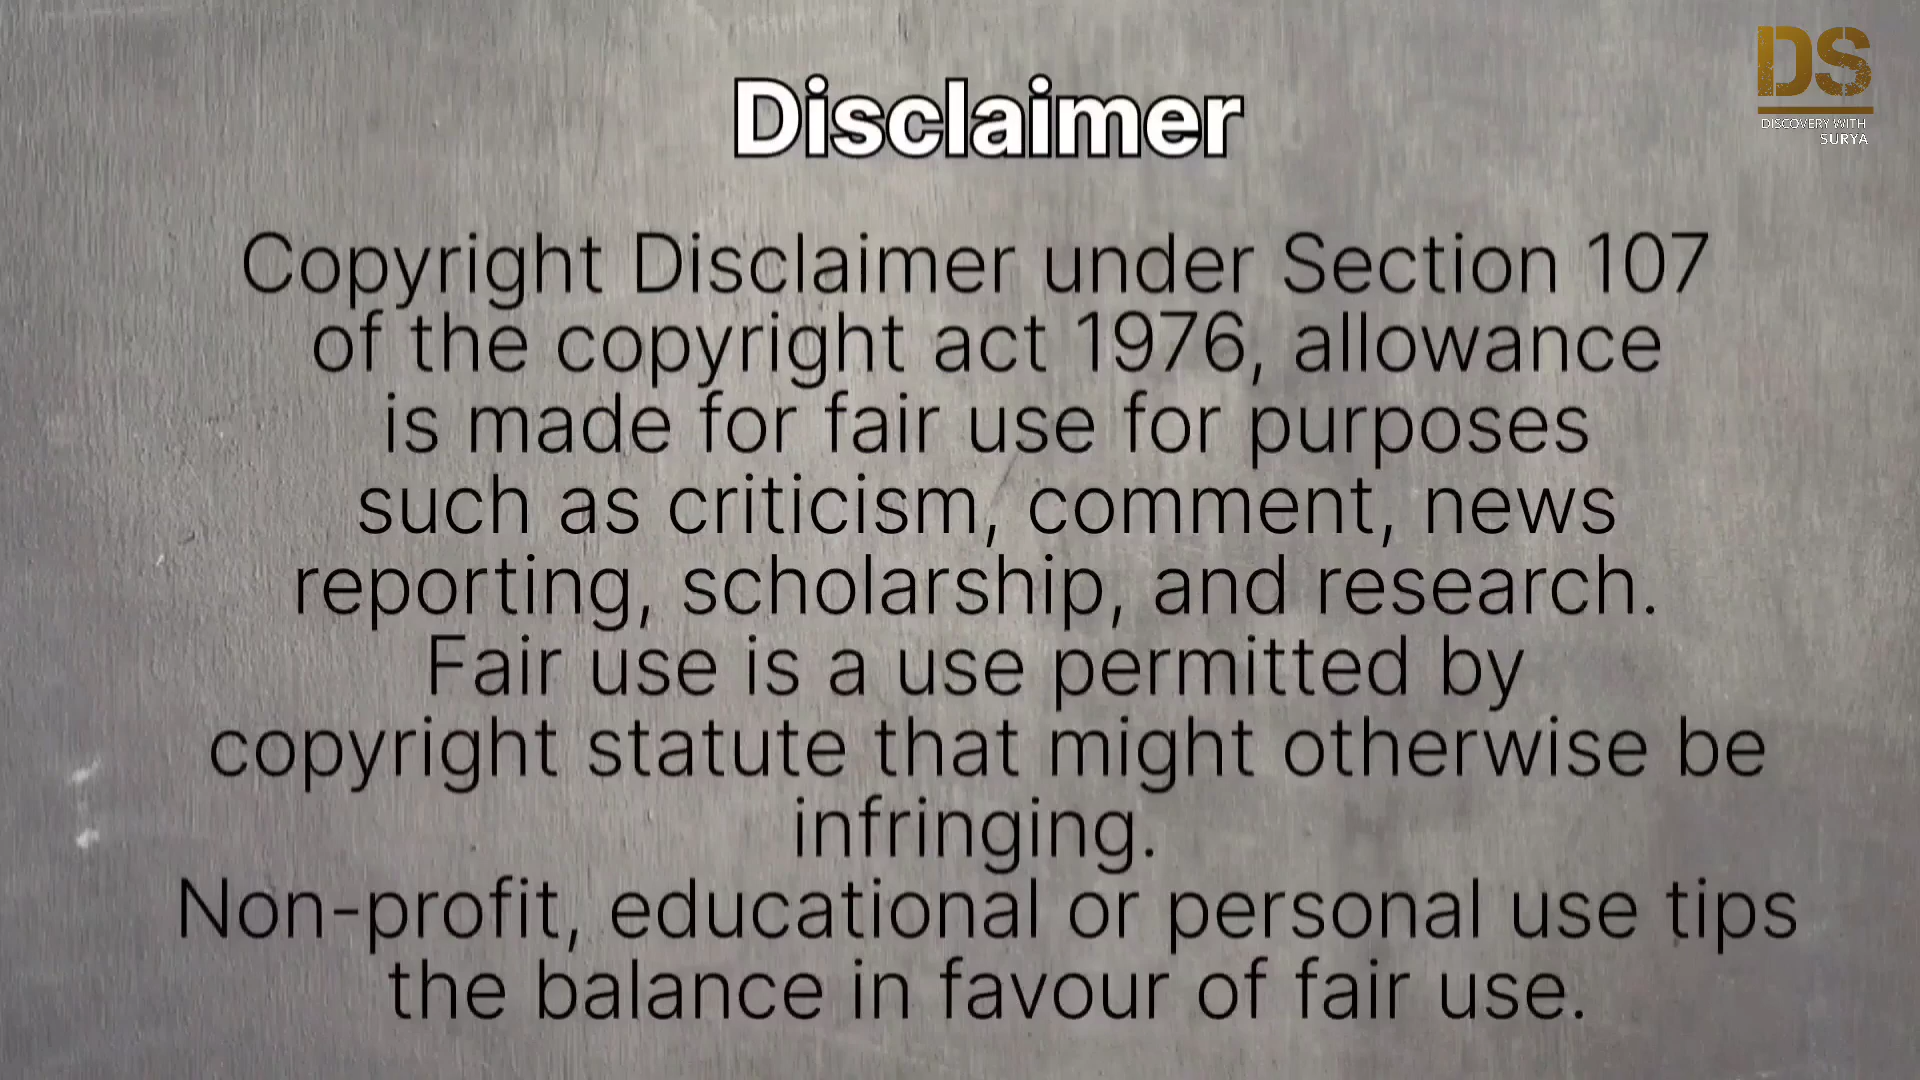 DS
DISCOVERY WITH
SURYA
Disclaimer
Copyright Disclaimer under Section 107
of the copyright act 1976, allowance
is made for fair use for purposes
such as criticism, comment, news
reporting, scholarship, and research.
Fair use is a use permitted by
copyright statute that might otherwise be
infringing.
Non-profit, educational or personal use tips
the balance in favour of fair use.